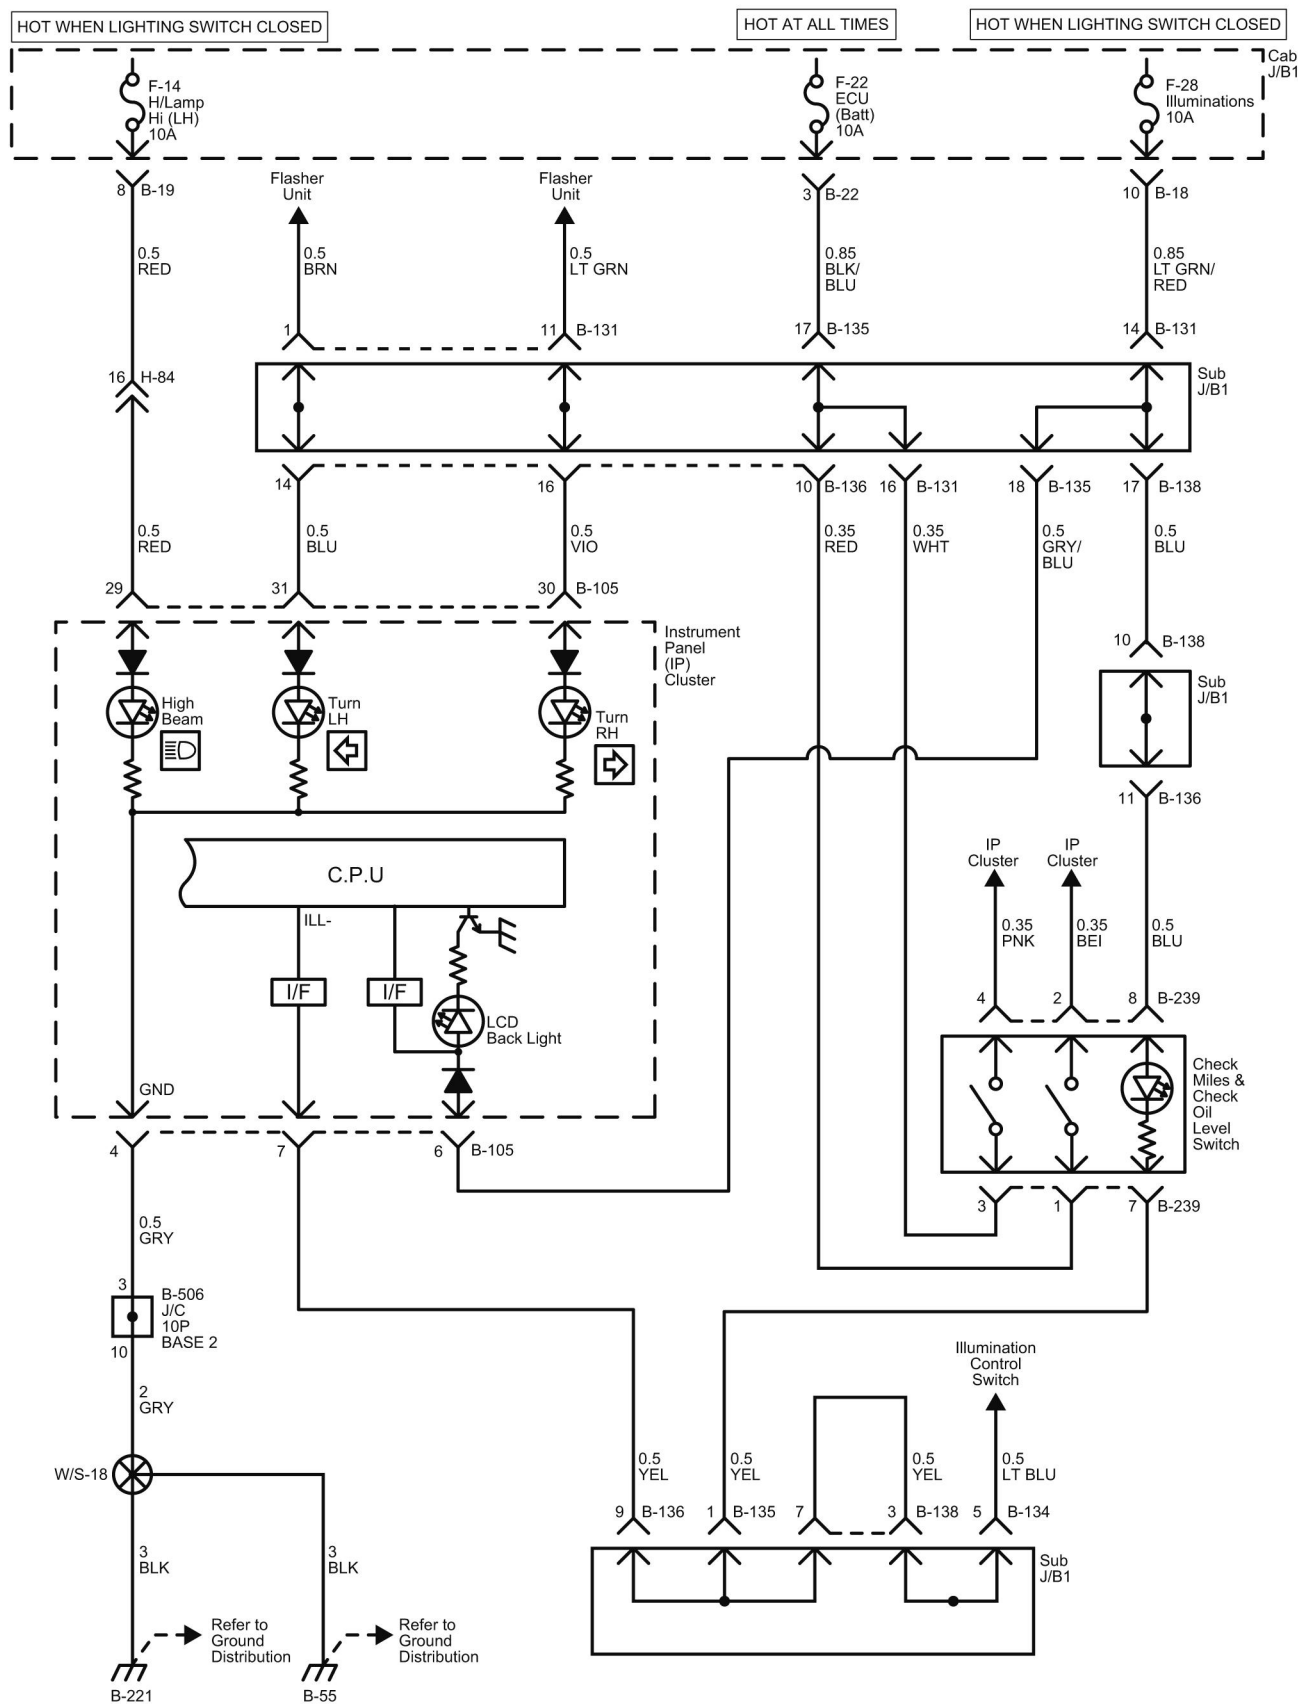 HOT WHEN LIGHTING SWITCH CLOSED
HOT AT ALL TIMES
HOT WHEN LIGHTING SWITCH CLOSED
Cab
J/B1
F-14
H/Lamp
Hi (LH)
10A
F-22
ECU
(Batt)
10A
F-28
Illuminations
10A
8 B-19
Flasher
Unit
Flasher
Unit
3 B-22
10 B-18
0.5
RED
0.5
BRN
0.5
LT GRN
0.85
BLK/
BLU
0.85
LT GRN/
RED
1
11 B-131
17 B-135
14 B-131
16 H-84
Sub
J/B1
14
16
10 B-136
16 B-131
18 B-135
17 B-138
0.5
RED
0.5
BLU
0.5
VIO
0.35
RED
0.35
WHT
0.5
GRY/
BLU
0.5
BLU
29
31
30 B-105
10 B-138
Instrument
Panel
(IP)
Cluster
High
Beam
Turn
LH
Turn
RH
Sub
J/B1
11 B-136
C.P.U
IP
Cluster
IP
Cluster
ILL-
0.35
PNK
0.35
BEI
0.5
BLU
I/F
I/F
LCD
Back Light
4
2
8 B-239
GND
Check
Miles &
Check
Oil
Level
Switch
4
7
6 B-105
3
1
7 B-239
0.5
GRY
3
B-506
J/C
10P
BASE 2
10
2
GRY
Illumination
Control
Switch
W/S-18
0.5
YEL
0.5
YEL
0.5
YEL
0.5
LT BLU
9 B-136
1 B-135
7
3 B-138
5 B-134
3
BLK
3
BLK
Sub
J/B1
Refer to
Ground
Distribution
Refer to
Ground
Distribution
B-221
B-55